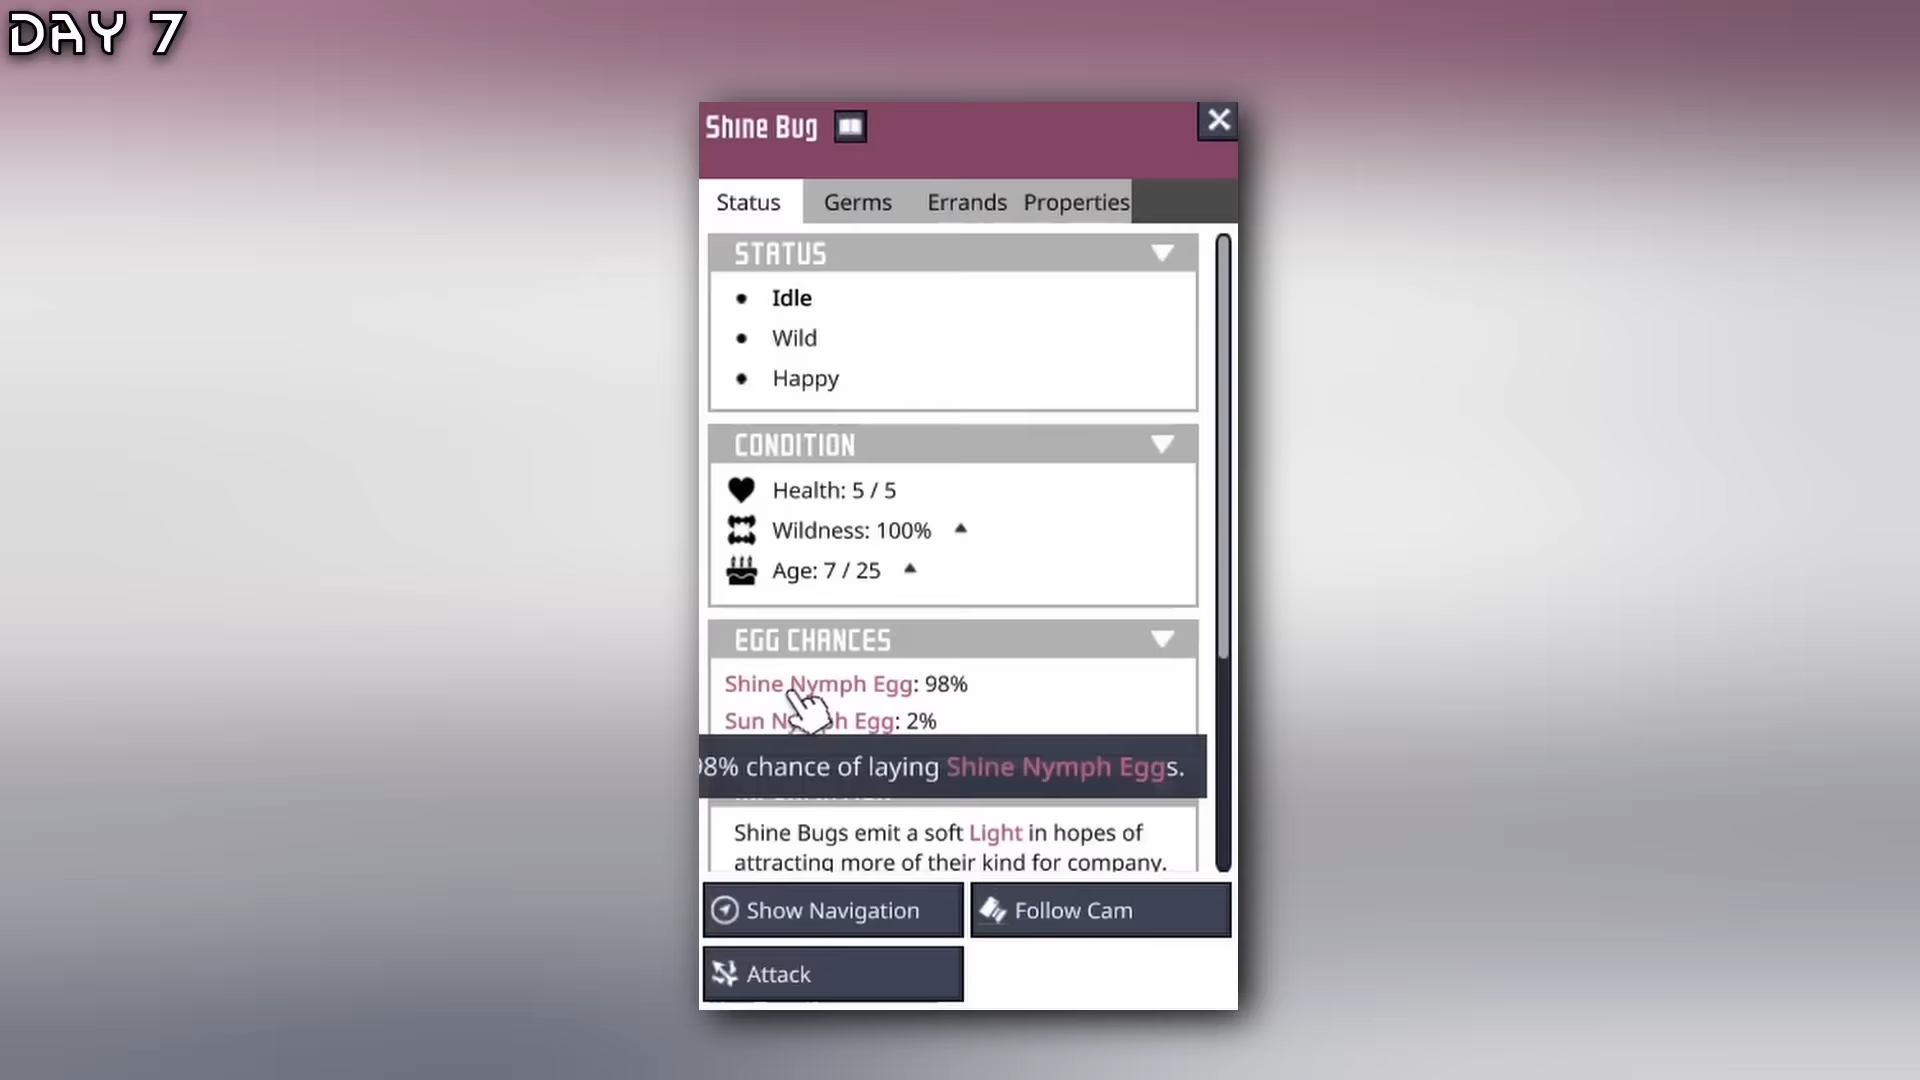 DAY 7
Shine Bug
Status Germs Errands Properties
STATUS
Idle
Wild
Happy
CONDITION
Health: 5 / 5
Wildness: 100%
Age: 7 / 25
EGG CHANCES
Shine Nymph Egg: 98%
Sun Egg: 2%
98% chance of laying Shine Nymph Eggs.
Shine Bugs emit a soft Light in hopes of
attracting more of their kind for company.
Show Navigation Follow Cam
Attack